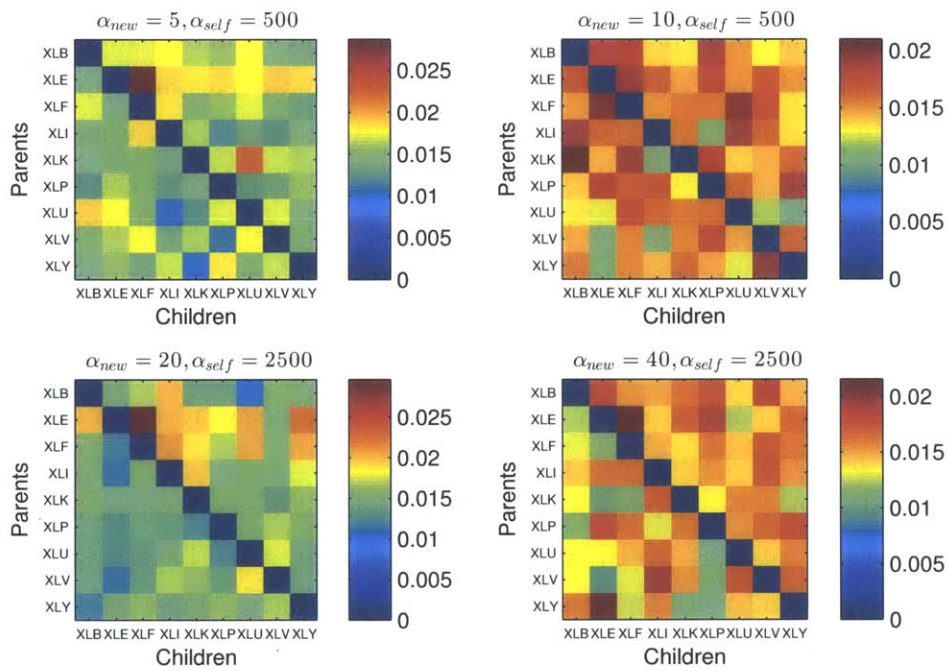 α_new = 5, α_self = 500
Parents
XLB
XLE
XLF
XLI
XLK
XLP
XLU
XLV
XLY
XLB XLE XLF XLI XLK XLP XLU XLV XLY
Children
0.025
0.02
0.015
0.01
0.005
0
α_new = 10, α_self = 500
Parents
XLB
XLE
XLF
XLI
XLK
XLP
XLU
XLV
XLY
XLB XLE XLF XLI XLK XLP XLU XLV XLY
Children
0.02
0.015
0.01
0.005
0
α_new = 20, α_self = 2500
Parents
XLB
XLE
XLF
XLI
XLK
XLP
XLU
XLV
XLY
XLB XLE XLF XLI XLK XLP XLU XLV XLY
Children
0.025
0.02
0.015
0.01
0.005
0
α_new = 40, α_self = 2500
Parents
XLB
XLE
XLF
XLI
XLK
XLP
XLU
XLV
XLY
XLB XLE XLF XLI XLK XLP XLU XLV XLY
Children
0.02
0.015
0.01
0.005
0